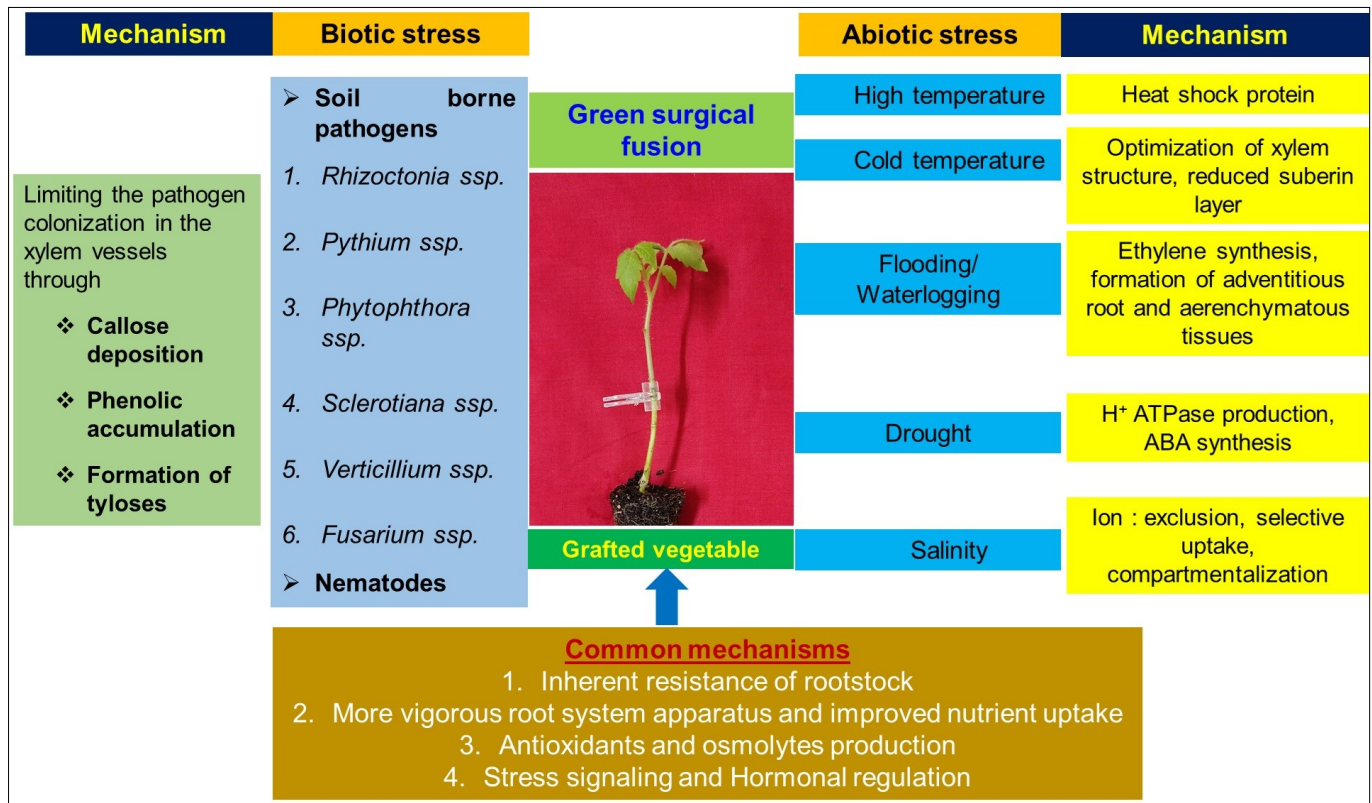 Mechanism
Biotic stress
Abiotic stress
Mechanism
Limiting the pathogen
colonization in the
xylem vessels
through
❖ Callose
deposition
❖ Phenolic
accumulation
❖ Formation of
tyloses
➢ Soil borne
pathogens
1. Rhizoctonia ssp.
2. Pythium ssp.
3. Phytophthora
ssp.
4. Sclerotiana ssp.
5. Verticillium ssp.
6. Fusarium ssp.
➢ Nematodes
Green surgical
fusion
Grafted vegetable
High temperature
Heat shock protein
Cold temperature
Optimization of xylem
structure, reduced suberin
layer
Flooding/
Waterlogging
Ethylene synthesis,
formation of adventitious
root and aerenchymatous
tissues
Drought
H⁺ ATPase production,
ABA synthesis
Salinity
Ion : exclusion, selective
uptake,
compartmentalization
Common mechanisms
1. Inherent resistance of rootstock
2. More vigorous root system apparatus and improved nutrient uptake
3. Antioxidants and osmolytes production
4. Stress signaling and Hormonal regulation